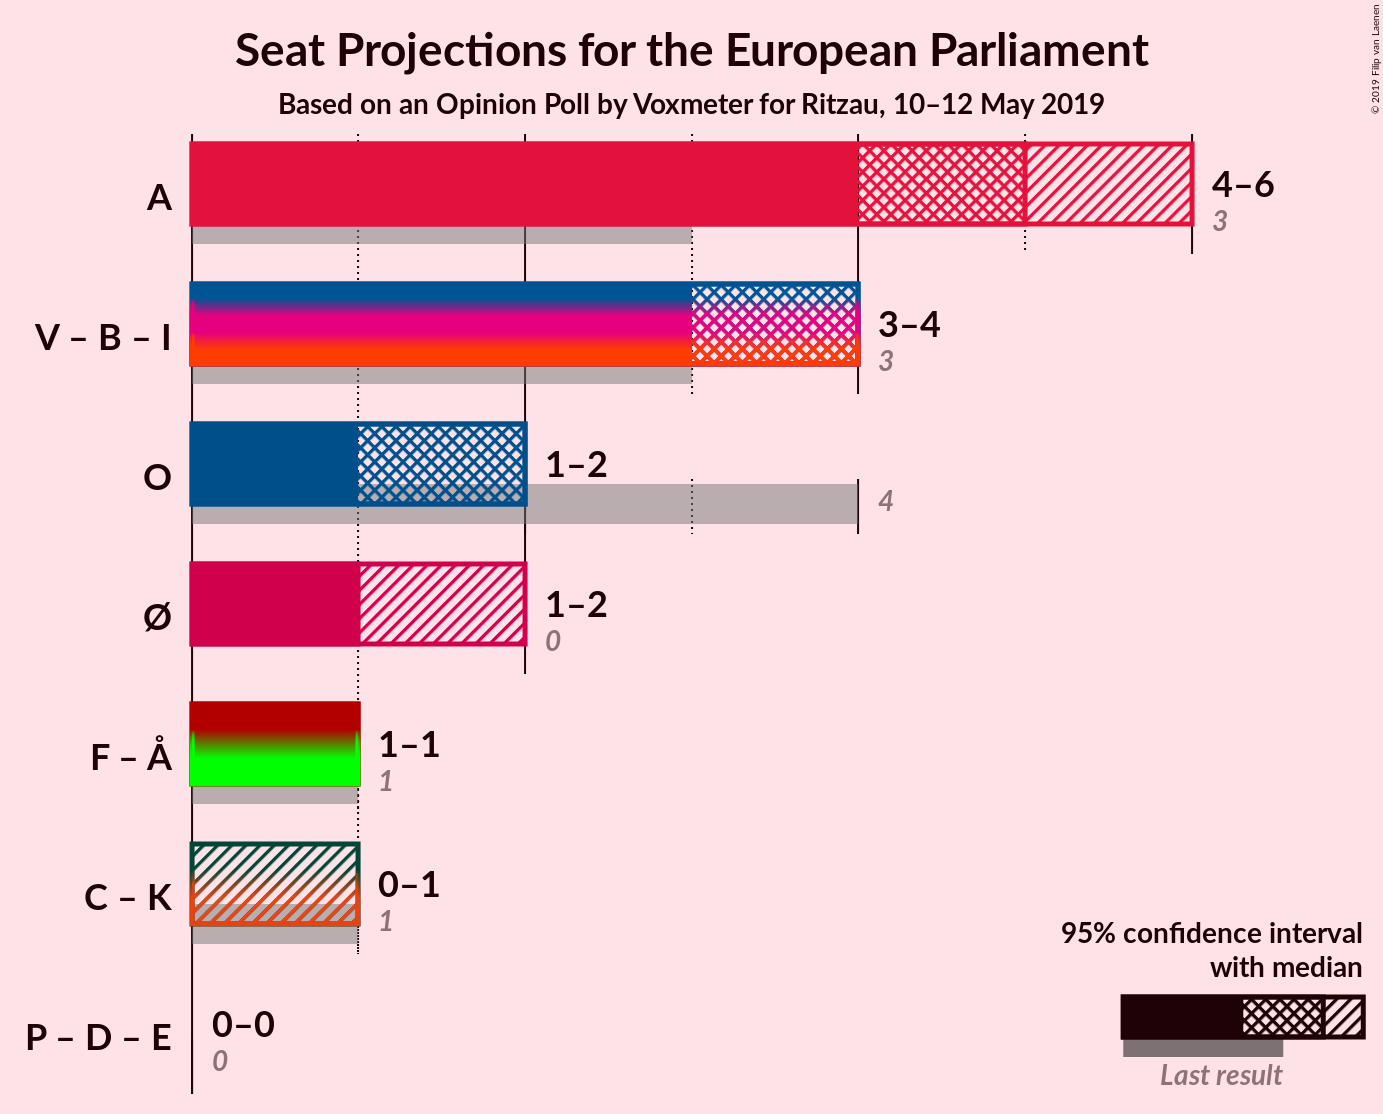 Seat Projections for the European Parliament
Based on an Opinion Poll by Voxmeter for Ritzau, 10–12 May 2019
© 2019 Filip van Laenen
A
4–6
3
V – B – I
3–4
3
O
1–2
4
Ø
1–2
0
F – Å
1–1
1
C – K
0–1
1
P – D – E
0–0
0
95% confidence interval
with median
Last result